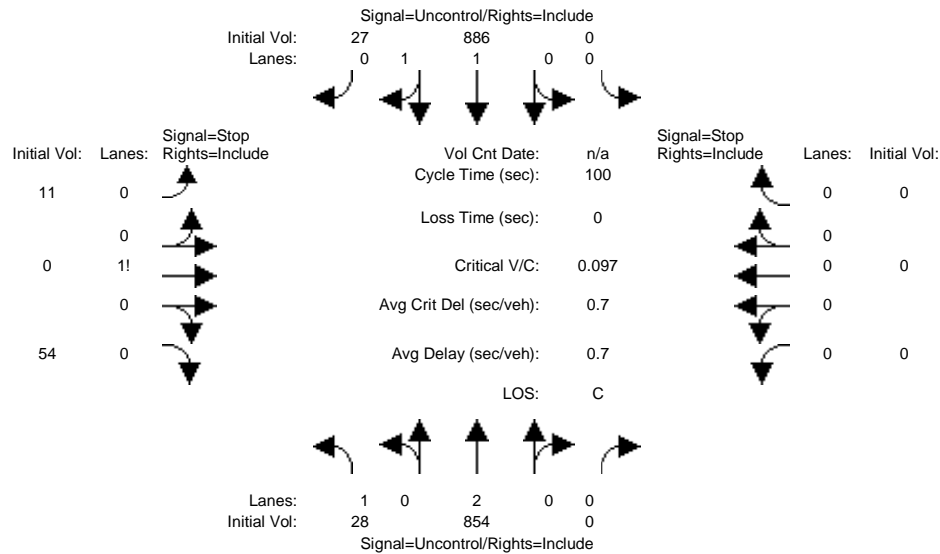 Signal=Uncontrol/Rights=Include
Initial Vol: 27 886 0
Lanes: 0 1 1 0 0
Signal=Stop Signal=Stop
Initial Vol: Lanes: Rights=Include Vol Cnt Date: n/a Rights=Include Lanes: Initial Vol:
Cycle Time (sec): 100
11 0 0 0
Loss Time (sec): 0
0 0
0 1! Critical V/C: 0.097 0 0
0 Avg Crit Del (sec/veh): 0.7 0
54 0 Avg Delay (sec/veh): 0.7 0 0
LOS: C
Lanes: 1 0 2 0 0
Initial Vol: 28 854 0
Signal=Uncontrol/Rights=Include